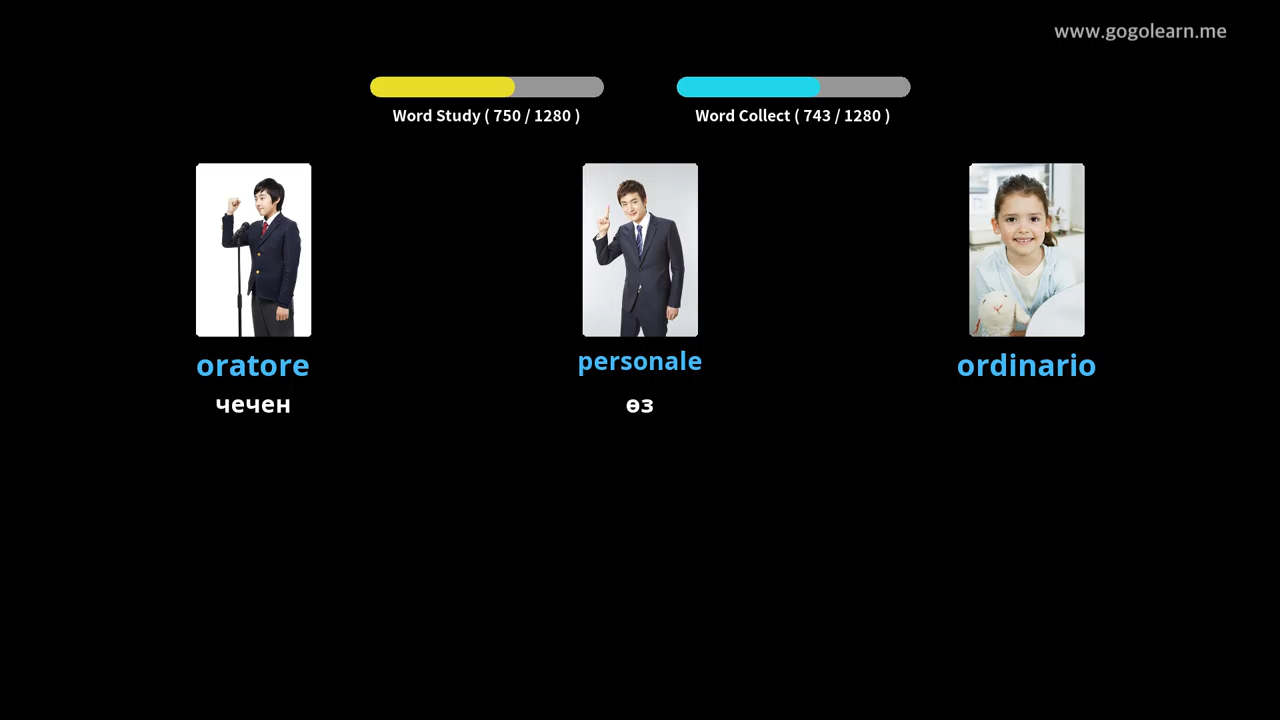 www.gogolearn.me
Word Study ( 750 / 1280 )
Word Collect ( 743 / 1280 )
oratore
personale
ordinario
чечен
өз